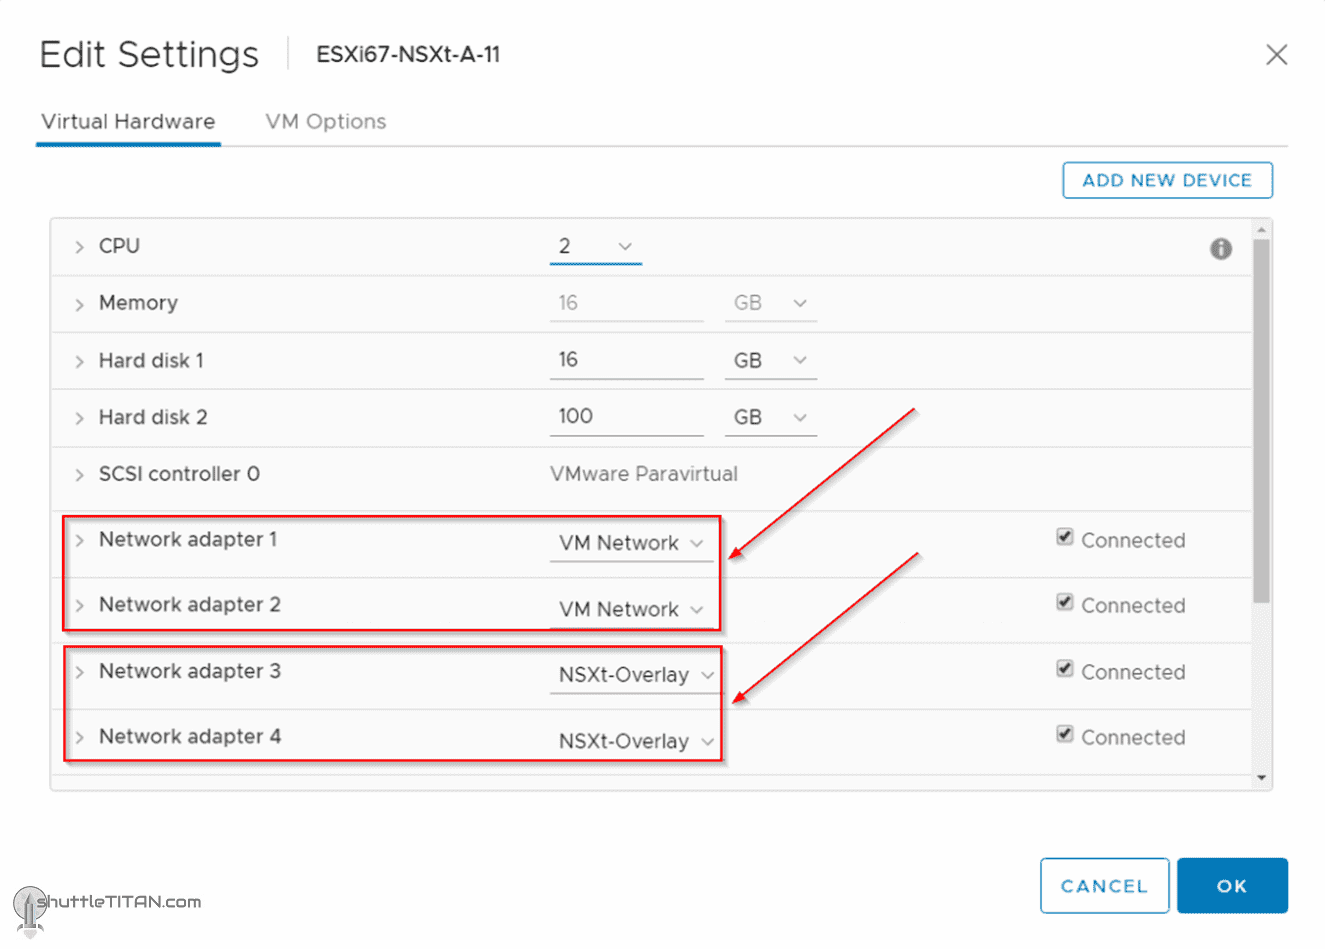 Edit Settings ESXi67-NSXt-A-11
Virtual Hardware VM Options
ADD NEW DEVICE
CPU 2
Memory 16 GB
Hard disk 1 16 GB
Hard disk 2 100 GB
SCSI controller 0 VMware Paravirtual
Network adapter 1 VM Network Connected
Network adapter 2 VM Network Connected
Network adapter 3 NSXt-Overlay Connected
Network adapter 4 NSXt-Overlay Connected
CANCEL OK
shuttleTITAN.com